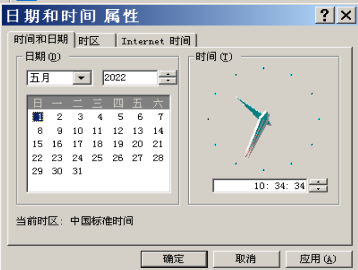 日期和时间 属性
时间和日期 时区 Internet 时间
日期(D)
五月 2022
日 一 二 三 四 五 六
1 2 3 4 5 6 7
8 9 10 11 12 13 14
15 16 17 18 19 20 21
22 23 24 25 26 27 28
29 30 31
时间(T)
10: 34: 34
当前时区: 中国标准时间
确定 取消 应用(A)